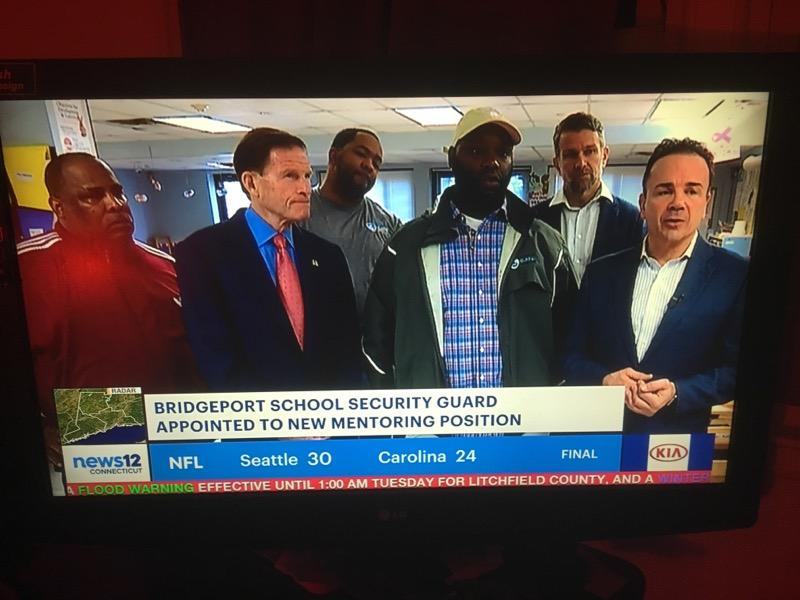 RADAR
BRIDGEPORT SCHOOL SECURITY GUARD
APPOINTED TO NEW MENTORING POSITION
news12
CONNECTICUT
NFL Seattle 30 Carolina 24 FINAL
KIA
A FLOOD WARNING EFFECTIVE UNTIL 1:00 AM TUESDAY FOR LITCHFIELD COUNTY, AND A WINTER
LG